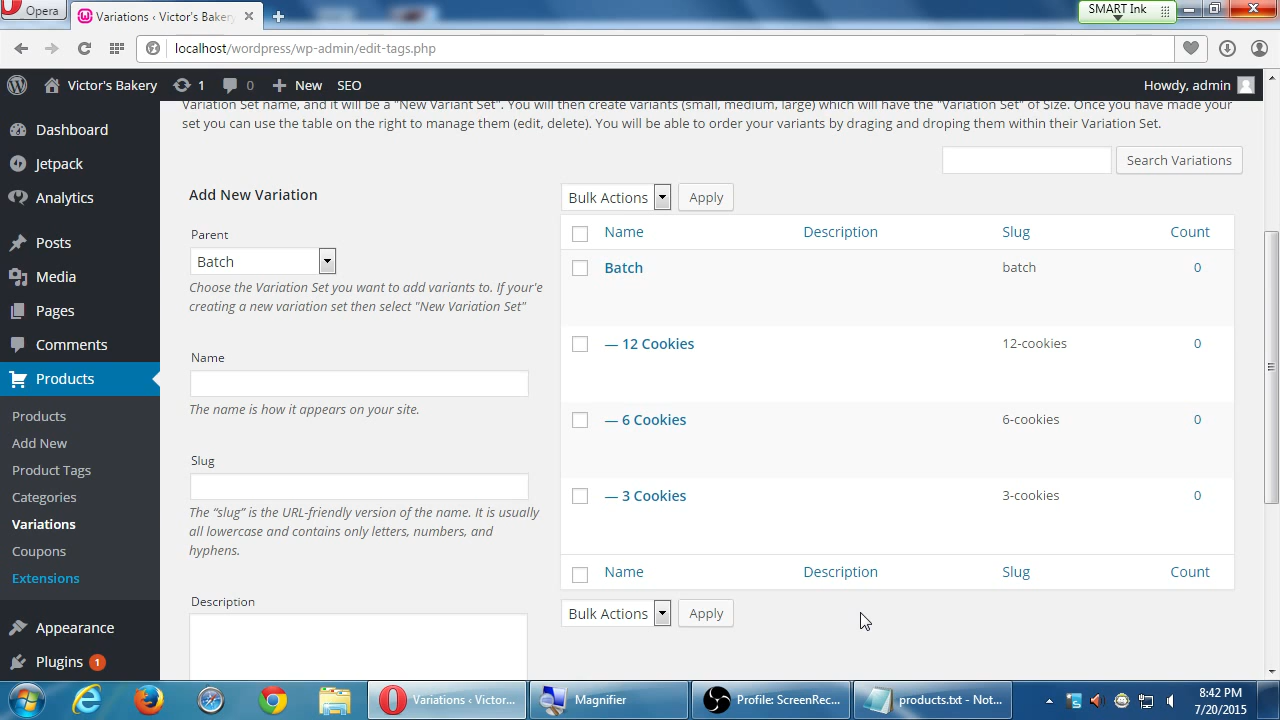 Opera
Variations ‹ Victor's Bakery
SMART Ink
localhost/wordpress/wp-admin/edit-tags.php
Victor's Bakery
1
0
New
SEO
Howdy, admin
Variation Set name, and it will be a "New Variant Set". You will then create variants (small, medium, large) which will have the "Variation Set" of Size. Once you have made your
set you can use the table on the right to manage them (edit, delete). You will be able to order your variants by draging and droping them within their Variation Set.
Search Variations
Dashboard
Jetpack
Analytics
Posts
Media
Pages
Comments
Products
Products
Add New
Product Tags
Categories
Variations
Coupons
Extensions
Appearance
Plugins 1
Add New Variation
Parent
Batch
Choose the Variation Set you want to add variants to. If your'e
creating a new variation set then select "New Variation Set"
Name
The name is how it appears on your site.
Slug
The “slug” is the URL-friendly version of the name. It is usually
all lowercase and contains only letters, numbers, and
hyphens.
Description
Bulk Actions
Apply
Name Description Slug Count
Batch batch 0
— 12 Cookies 12-cookies 0
— 6 Cookies 6-cookies 0
— 3 Cookies 3-cookies 0
Name Description Slug Count
Bulk Actions
Apply
Variations ‹ Victor...
Magnifier
Profile: ScreenRec...
products.txt - Not...
8:42 PM
7/20/2015